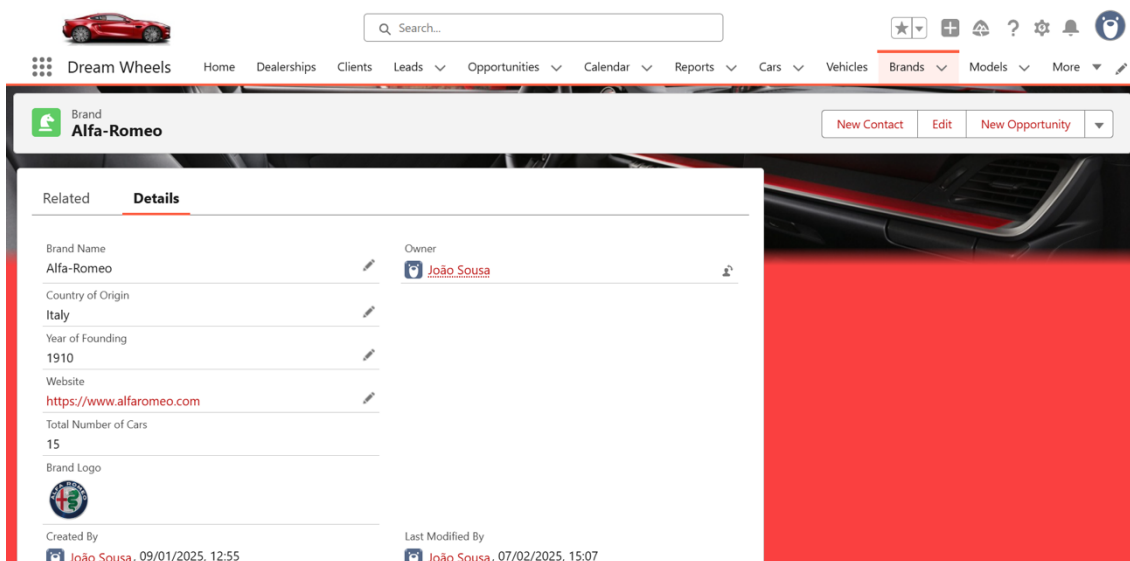 Search...
Dream Wheels Home Dealerships Clients Leads Opportunities Calendar Reports Cars Vehicles Brands Models More
Brand
Alfa-Romeo
New Contact Edit New Opportunity
Related Details
Brand Name
Alfa-Romeo
Owner
João Sousa
Country of Origin
Italy
Year of Founding
1910
Website
https://www.alfaromeo.com
Total Number of Cars
15
Brand Logo
ALFA ROMEO
Created By
João Sousa, 09/01/2025, 12:55
Last Modified By
João Sousa, 07/02/2025, 15:07